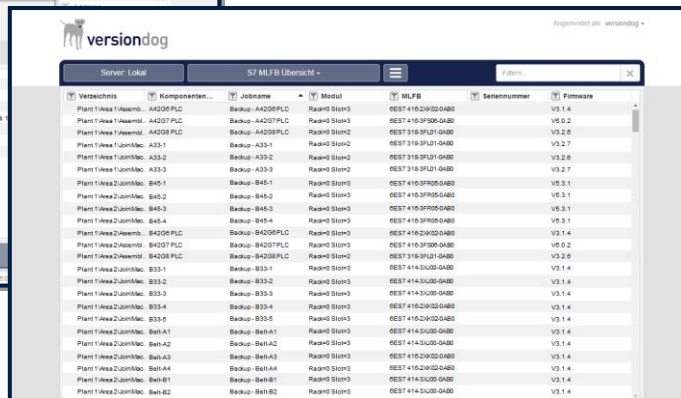 Angemeldet als: versiondog
versiondog
Server: Lokal S7 MLFB Übersicht Filtern...
Verzeichnis Komponenten... Jobname Modul MLFB Seriennummer Firmware
Plant 1\Area 1\Assemb.. A42G6 PLC Backup - A42G6PLC Rack=0 Slot=3 6ES7 416-2XK02-0AB0 V3.1.4
Plant 1\Area 1\Assemb.. A42G7 PLC Backup - A42G7PLC Rack=0 Slot=3 6ES7 416-3FS06-0AB0 V6.0.2
Plant 1\Area 1\Assemb.. A42G8 PLC Backup - A42G8PLC Rack=0 Slot=2 6ES7 318-3FL01-0AB0 V3.2.6
Plant 1\Area 1\JoinMac. A33-1 Backup - A33-1 Rack=0 Slot=2 6ES7 318-3FL01-0AB0 V3.2.7
Plant 1\Area 1\JoinMac. A33-2 Backup - A33-2 Rack=0 Slot=2 6ES7 318-3FL01-0AB0 V3.2.6
Plant 1\Area 1\JoinMac. A33-3 Backup - A33-3 Rack=0 Slot=2 6ES7 318-3FL01-0AB0 V3.2.7
Plant 1\Area 2\JoinMac. B45-1 Backup - B45-1 Rack=0 Slot=3 6ES7 416-3FR05-0AB0 V5.3.1
Plant 1\Area 2\JoinMac. B45-2 Backup - B45-2 Rack=0 Slot=3 6ES7 416-3FR05-0AB0 V5.3.1
Plant 1\Area 2\JoinMac. B45-3 Backup - B45-3 Rack=0 Slot=3 6ES7 416-3FR05-0AB0 V5.3.1
Plant 1\Area 2\JoinMac. B45-4 Backup - B45-4 Rack=0 Slot=3 6ES7 416-3FR05-0AB0 V5.3.1
Plant 1\Area 2\Assemb.. B42G6 PLC Backup - B42G6PLC Rack=0 Slot=3 6ES7 416-2XK02-0AB0 V3.1.4
Plant 1\Area 2\Assemb.. B42G7 PLC Backup - B42G7PLC Rack=0 Slot=3 6ES7 416-3FS06-0AB0 V6.0.2
Plant 1\Area 2\Assemb.. B42G8 PLC Backup - B42G8PLC Rack=0 Slot=2 6ES7 318-3FL01-0AB0 V3.2.6
Plant 1\Area 2\JoinMac. B33-1 Backup - B33-1 Rack=0 Slot=3 6ES7 414-3XJ00-0AB0 V3.1.4
Plant 1\Area 2\JoinMac. B33-2 Backup - B33-2 Rack=0 Slot=3 6ES7 414-3XJ00-0AB0 V3.1.4
Plant 1\Area 2\JoinMac. B33-3 Backup - B33-3 Rack=0 Slot=3 6ES7 414-3XJ00-0AB0 V3.1.4
Plant 1\Area 2\JoinMac. B33-4 Backup - B33-4 Rack=0 Slot=3 6ES7 416-2XK02-0AB0 V3.1.4
Plant 1\Area 2\JoinMac. B33-5 Backup - B33-5 Rack=0 Slot=3 6ES7 416-2XK02-0AB0 V3.1.4
Plant 1\Area 2\JoinMac. Belt-A1 Backup - Belt-A1 Rack=0 Slot=3 6ES7 414-3XJ00-0AB0 V3.1.4
Plant 1\Area 2\JoinMac. Belt-A2 Backup - Belt-A2 Rack=0 Slot=3 6ES7 414-3XJ00-0AB0 V3.1.4
Plant 1\Area 2\JoinMac. Belt-A3 Backup - Belt-A3 Rack=0 Slot=3 6ES7 416-2XK02-0AB0 V3.1.4
Plant 1\Area 2\JoinMac. Belt-A4 Backup - Belt-A4 Rack=0 Slot=3 6ES7 416-2XK02-0AB0 V3.1.4
Plant 1\Area 2\JoinMac. Belt-B1 Backup - Belt-B1 Rack=0 Slot=3 6ES7 414-3XJ00-0AB0 V3.1.4
Plant 1\Area 2\JoinMac. Belt-B2 Backup - Belt-B2 Rack=0 Slot=3 6ES7 414-3XJ00-0AB0 V3.1.4